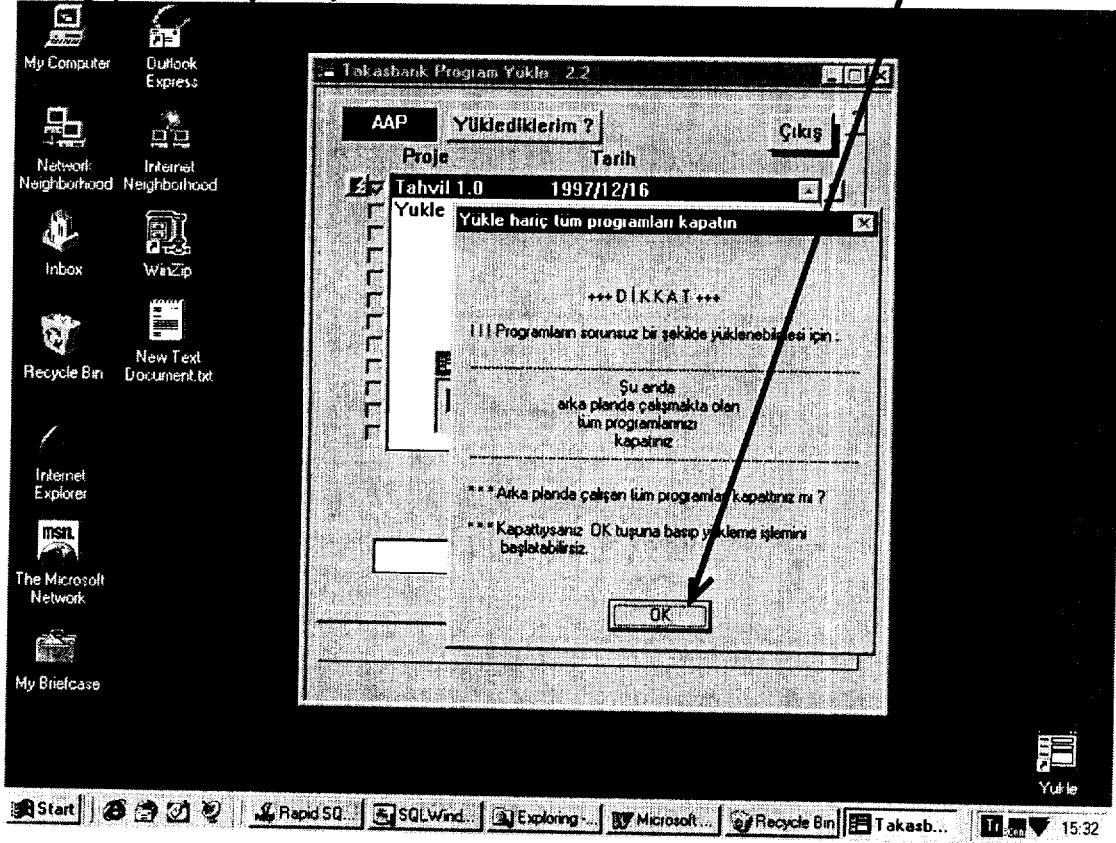 My Computer
Outlook
Express
Network
Neighborhood
Internet
Neighborhood
Inbox
WinZip
Recycle Bin
New Text
Document.txt
Internet
Explorer
msn.
The Microsoft
Network
My Briefcase
Takasbank Program Yükle 2.2
AAP
Yüklediklerim ?
Çıkış
Proje
Tarih
Tahvil 1.0 1997/12/16
Yukle
Yükle hariç tüm programları kapatın
+++ D İ K K A T +++
! ! ! Programların sorunsuz bir şekilde yüklenebilmesi için :
Şu anda
arka planda çalışmakta olan
tüm programlarınızı
kapatınız
*** Arka planda çalışan tüm programları kapattınız mı ?
*** Kapattıysanız OK tuşuna basıp yükleme işlemini
başlatabilirsiz.
OK
Yukle
Start
Rapid SQ...
SQLWind...
Exploring -...
Microsoft ...
Recycle Bin
Takasb...
Tr
15:32